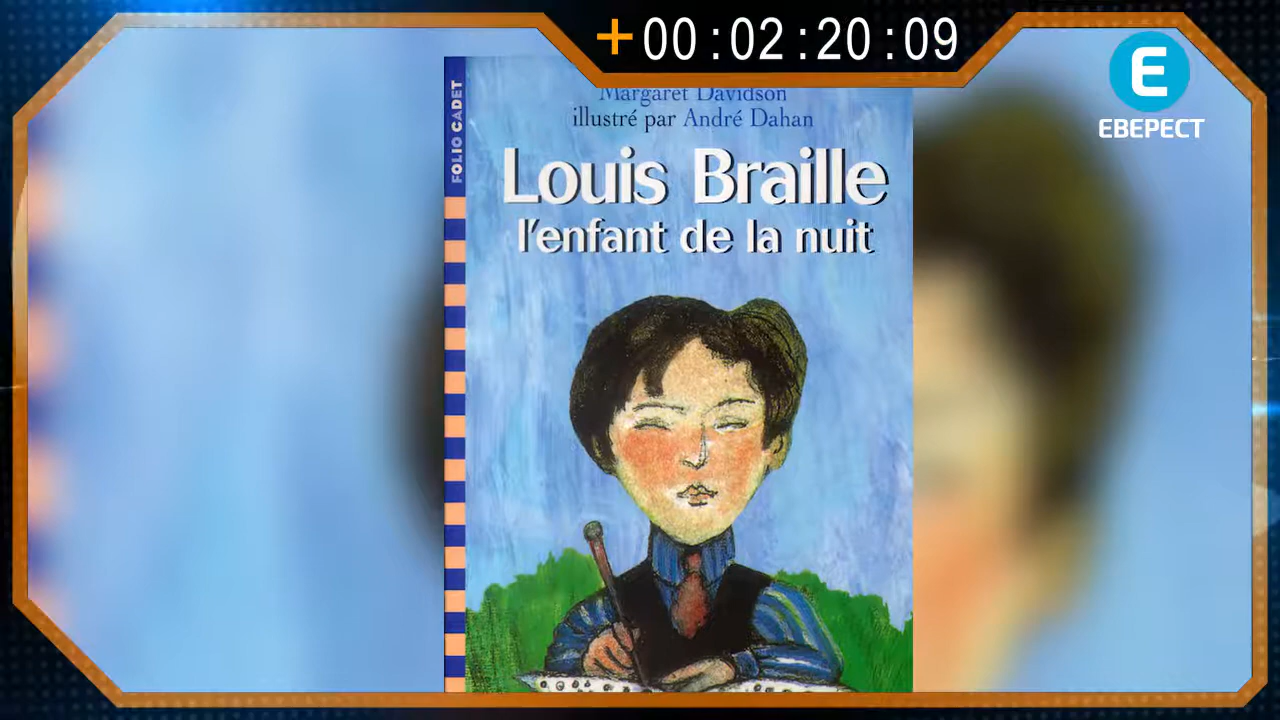 +00:02:20:09
ЕВЕРЕСТ
FOLIO CADET
Margaret Davidson
illustré par André Dahan
Louis Braille
l'enfant de la nuit